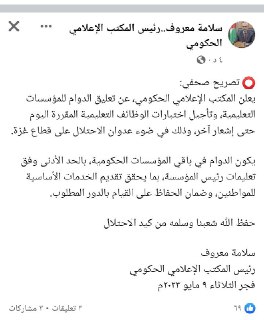 سلامة معروف..رئيس المكتب الإعلامي
الحكومي
٤ د
تصريح صحفي:
يعلن المكتب الإعلامي الحكومي، عن تعليق الدوام للمؤسسات
التعليمية، وتأجيل اختبارات الوظائف التعليمية المقررة اليوم
حتى إشعار آخر، وذلك في ضوء عدوان الاحتلال على قطاع غزة.
يكون الدوام في باقي المؤسسات الحكومية، بالحد الأدنى وفق
تعليمات رئيس المؤسسة، بما يحقق تقديم الخدمات الأساسية
للمواطنين، وضمان الحفاظ على القيام بالدور المطلوب.
حفظ الله شعبنا وسلمه من كيد الاحتلال
سلامة معروف
رئيس المكتب الإعلامي الحكومي
فجر الثلاثاء ٩ مايو ٢٠٢٣م
٦٩
٣ تعليقات • ٣ مشاركات